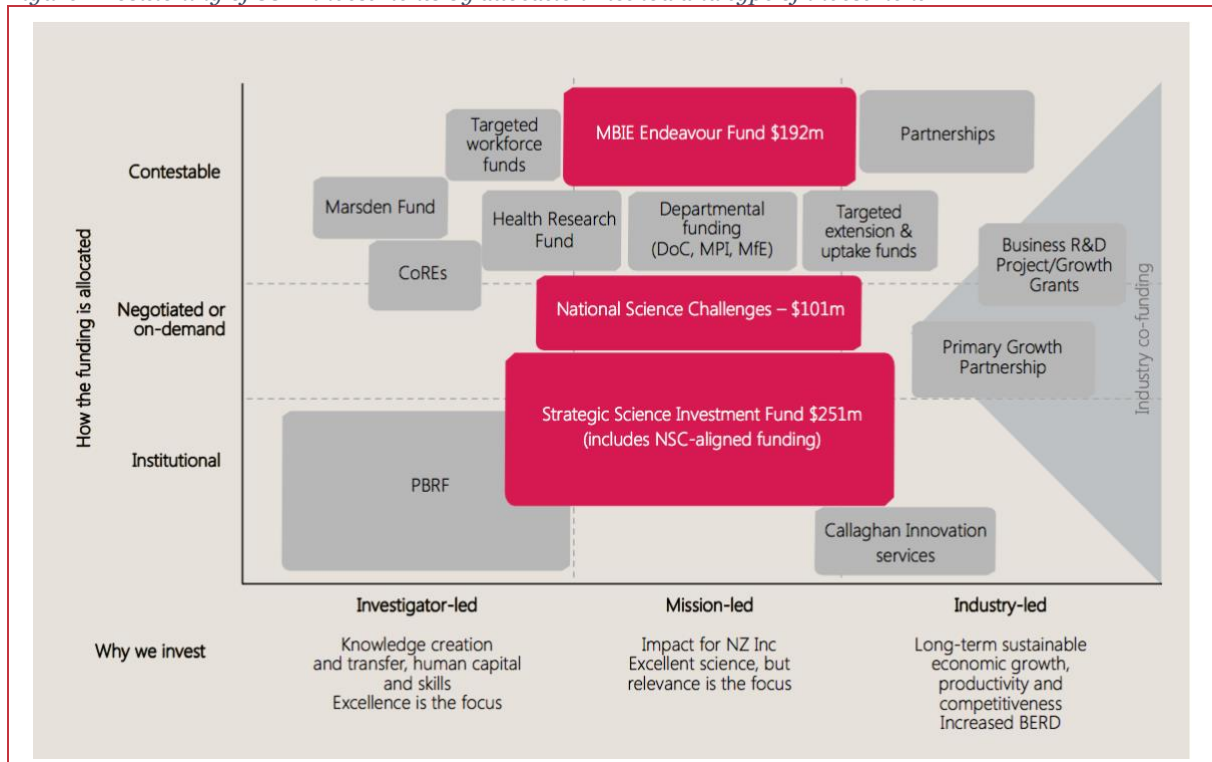 Targeted
workforce
funds
MBIE Endeavour Fund $192m
Partnerships
Contestable
Marsden Fund
Health Research
Fund
Departmental
funding
(DoC, MPI, MfE)
Targeted
extension &
uptake funds
Business R&D
Project/Growth
Grants
CoREs
How the funding is allocated
Negotiated or
on-demand
National Science Challenges – $101m
Primary Growth
Partnership
Industry co-funding
Strategic Science Investment Fund $251m
(includes NSC-aligned funding)
Institutional
PBRF
Callaghan Innovation
services
Investigator-led
Mission-led
Industry-led
Why we invest
Knowledge creation
and transfer, human capital
and skills
Excellence is the focus
Impact for NZ Inc
Excellent science, but
relevance is the focus
Long-term sustainable
economic growth,
productivity and
competitiveness
Increased BERD